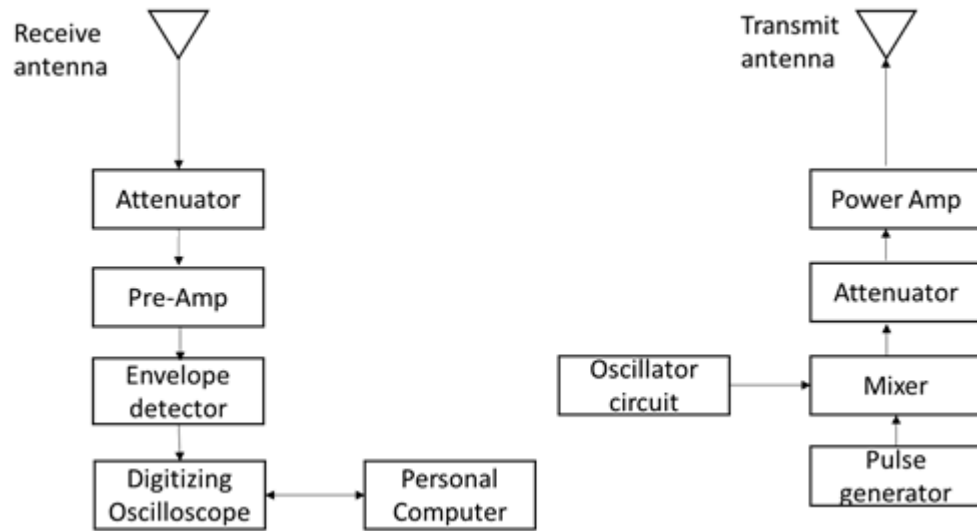 Receive
antenna
Attenuator
Pre-Amp
Envelope
detector
Digitizing
Oscilloscope
Personal
Computer
Transmit
antenna
Power Amp
Attenuator
Oscillator
circuit
Mixer
Pulse
generator